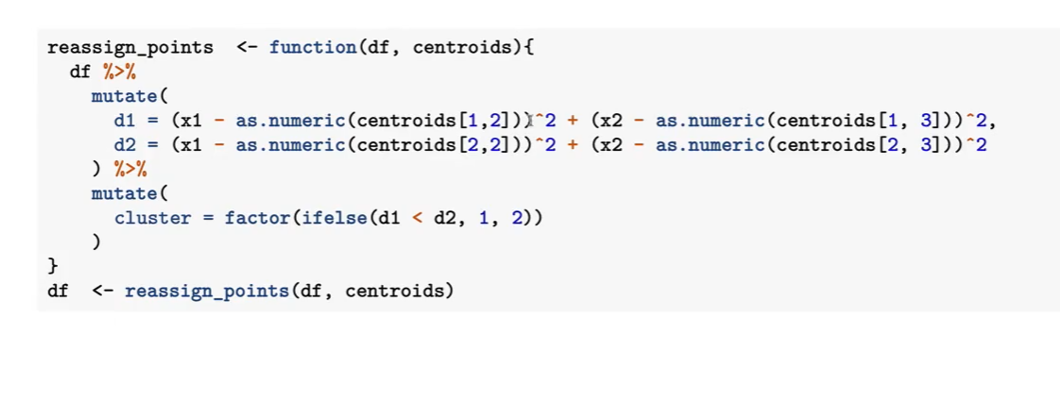 reassign_points  <- function(df, centroids){
  df %>%
    mutate(
      d1 = (x1 - as.numeric(centroids[1,2]))^2 + (x2 - as.numeric(centroids[1, 3]))^2,
      d2 = (x1 - as.numeric(centroids[2,2]))^2 + (x2 - as.numeric(centroids[2, 3]))^2
    ) %>%
    mutate(
      cluster = factor(ifelse(d1 < d2, 1, 2))
    )
}
df  <- reassign_points(df, centroids)